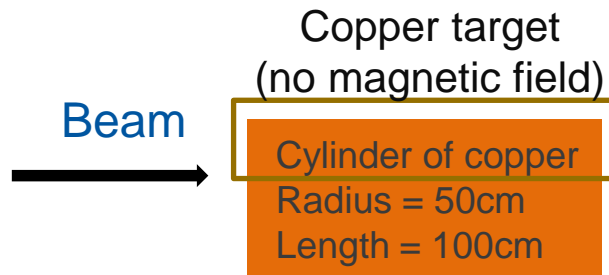 Copper target
(no magnetic field)
Beam
Cylinder of copper
Radius = 50cm
Length = 100cm